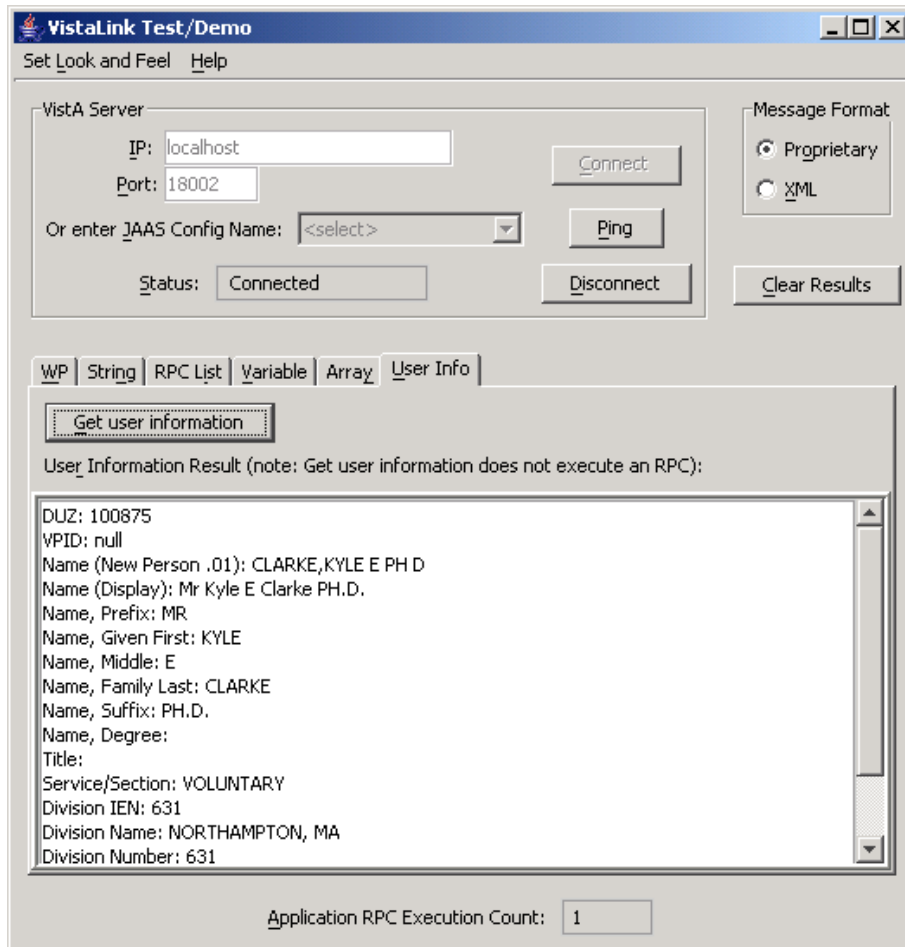 VistaLink Test/Demo
Set Look and Feel Help
VistA Server
IP: localhost
Port: 18002
Connect
Or enter JAAS Config Name: <select>
Ping
Status: Connected
Disconnect
Message Format
Proprietary
XML
Clear Results
WP String RPC List Variable Array User Info
Get user information
User Information Result (note: Get user information does not execute an RPC):
DUZ: 100875
VPID: null
Name (New Person .01): CLARKE,KYLE E PH D
Name (Display): Mr Kyle E Clarke PH.D.
Name, Prefix: MR
Name, Given First: KYLE
Name, Middle: E
Name, Family Last: CLARKE
Name, Suffix: PH.D.
Name, Degree:
Title:
Service/Section: VOLUNTARY
Division IEN: 631
Division Name: NORTHAMPTON, MA
Division Number: 631
Application RPC Execution Count: 1